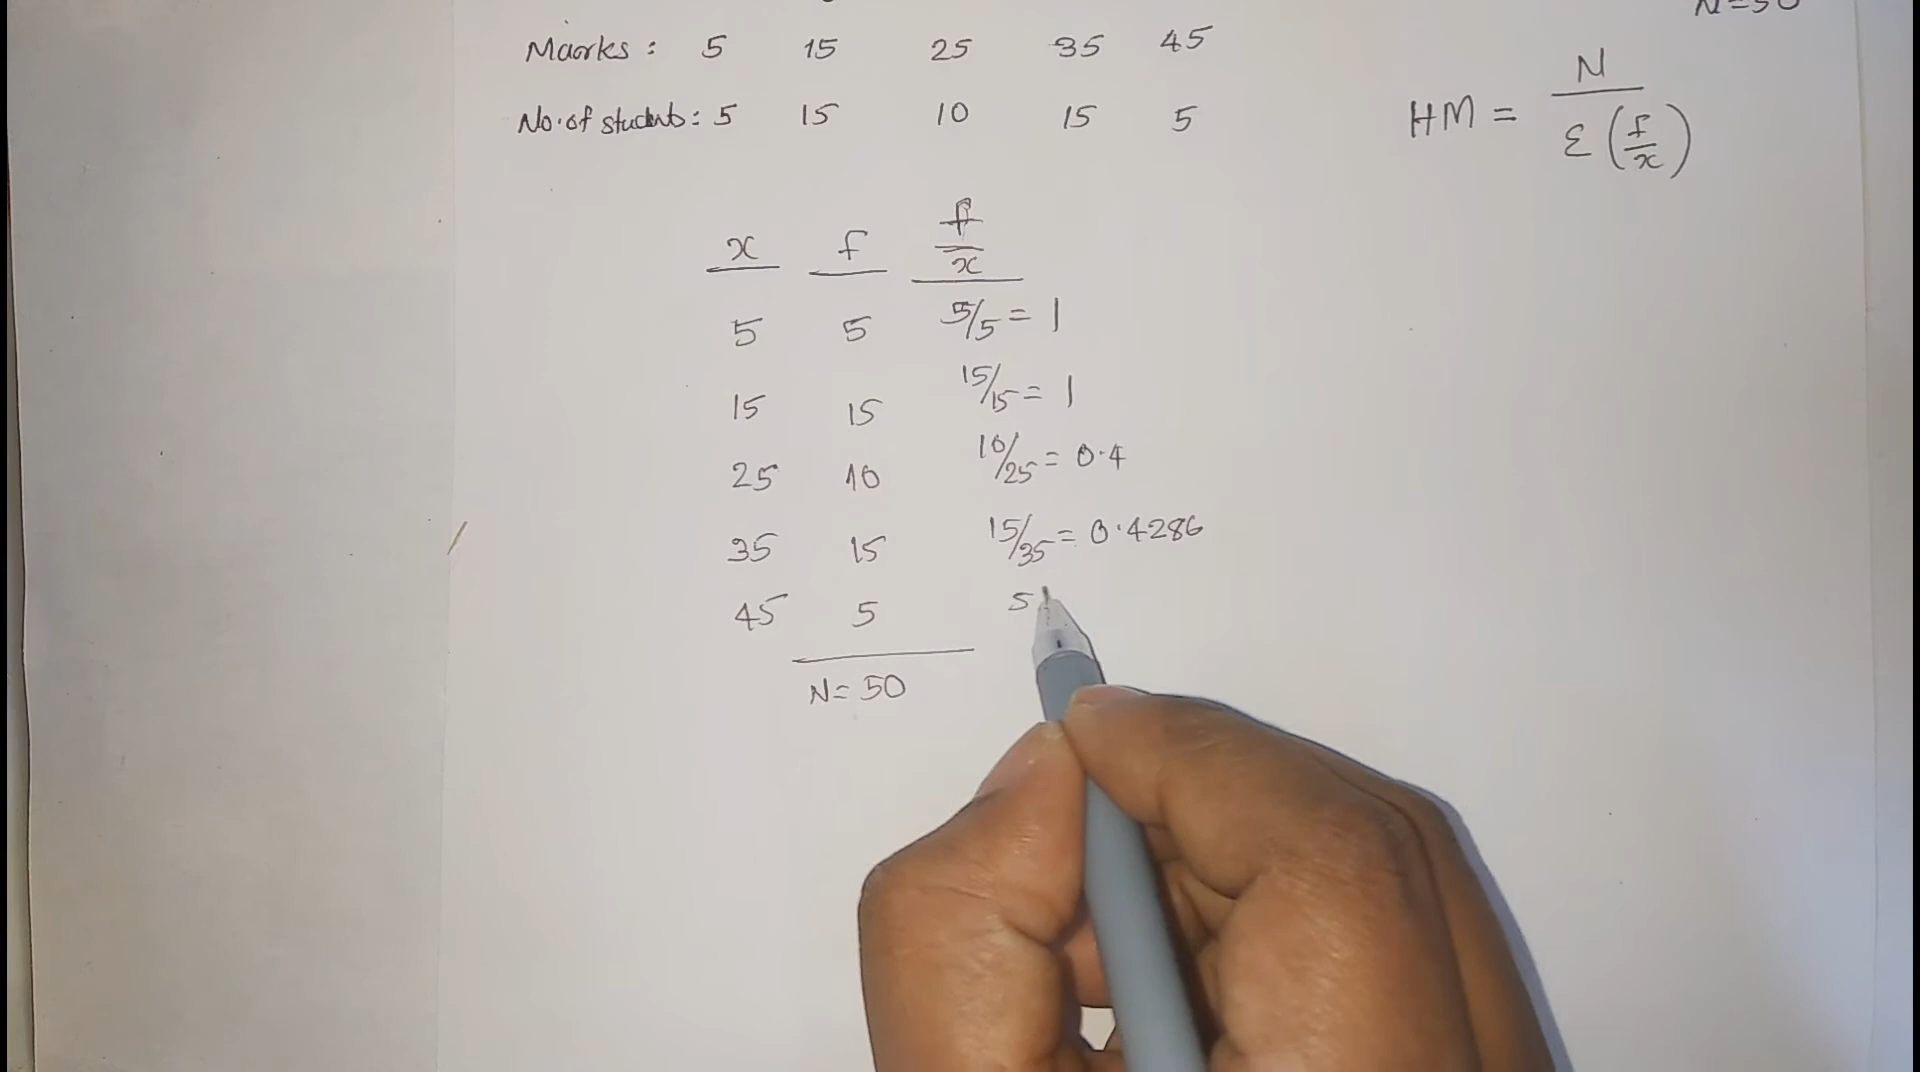 N=50
Marks : 5 15 25 35 45
No. of students : 5 15 10 15 5
HM = N / Σ (f/x)
x f f/x
5 5 5/5 = 1
15 15 15/15 = 1
25 10 10/25 = 0.4
35 15 15/35 = 0.4286
45 5 5
N = 50